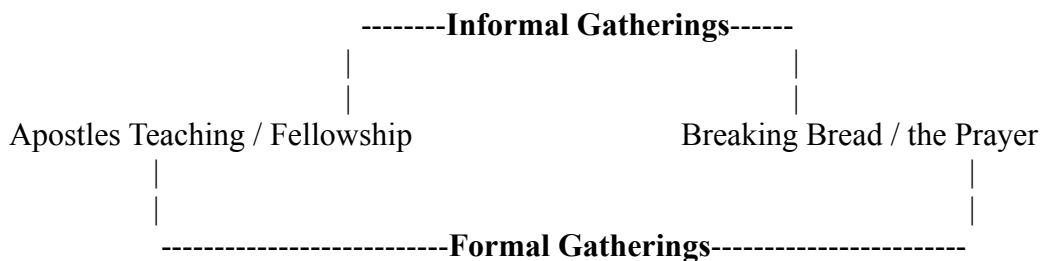 --------Informal Gatherings------
| |
| |
Apostles Teaching / Fellowship Breaking Bread / the Prayer
| |
| |
---------------------------Formal Gatherings------------------------